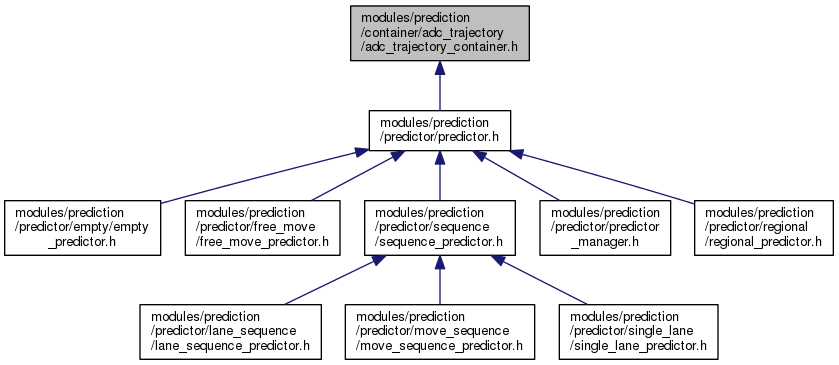 modules/prediction
/container/adc_trajectory
/adc_trajectory_container.h
modules/prediction
/predictor/predictor.h
modules/prediction
/predictor/empty/empty
_predictor.h
modules/prediction
/predictor/free_move
/free_move_predictor.h
modules/prediction
/predictor/sequence
/sequence_predictor.h
modules/prediction
/predictor/predictor
_manager.h
modules/prediction
/predictor/regional
/regional_predictor.h
modules/prediction
/predictor/lane_sequence
/lane_sequence_predictor.h
modules/prediction
/predictor/move_sequence
/move_sequence_predictor.h
modules/prediction
/predictor/single_lane
/single_lane_predictor.h